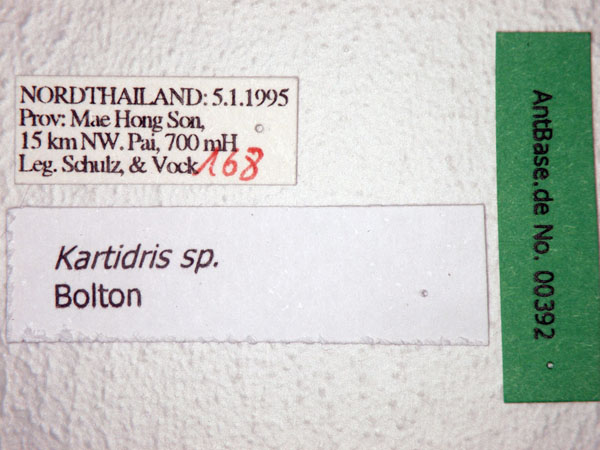 NORDTHAILAND: 5.1.1995
Prov: Mae Hong Son,
15 km NW. Pai, 700 mH
Leg. Schulz, & Vock 168
Kartidris sp.
Bolton
AntBase.de No. 00392